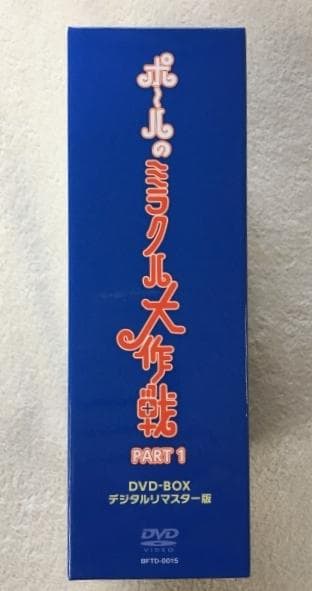 ポールのミラクル大作戦
PART 1
DVD-BOX
デジタルリマスター版
DVD
VIDEO
BFTD-0015